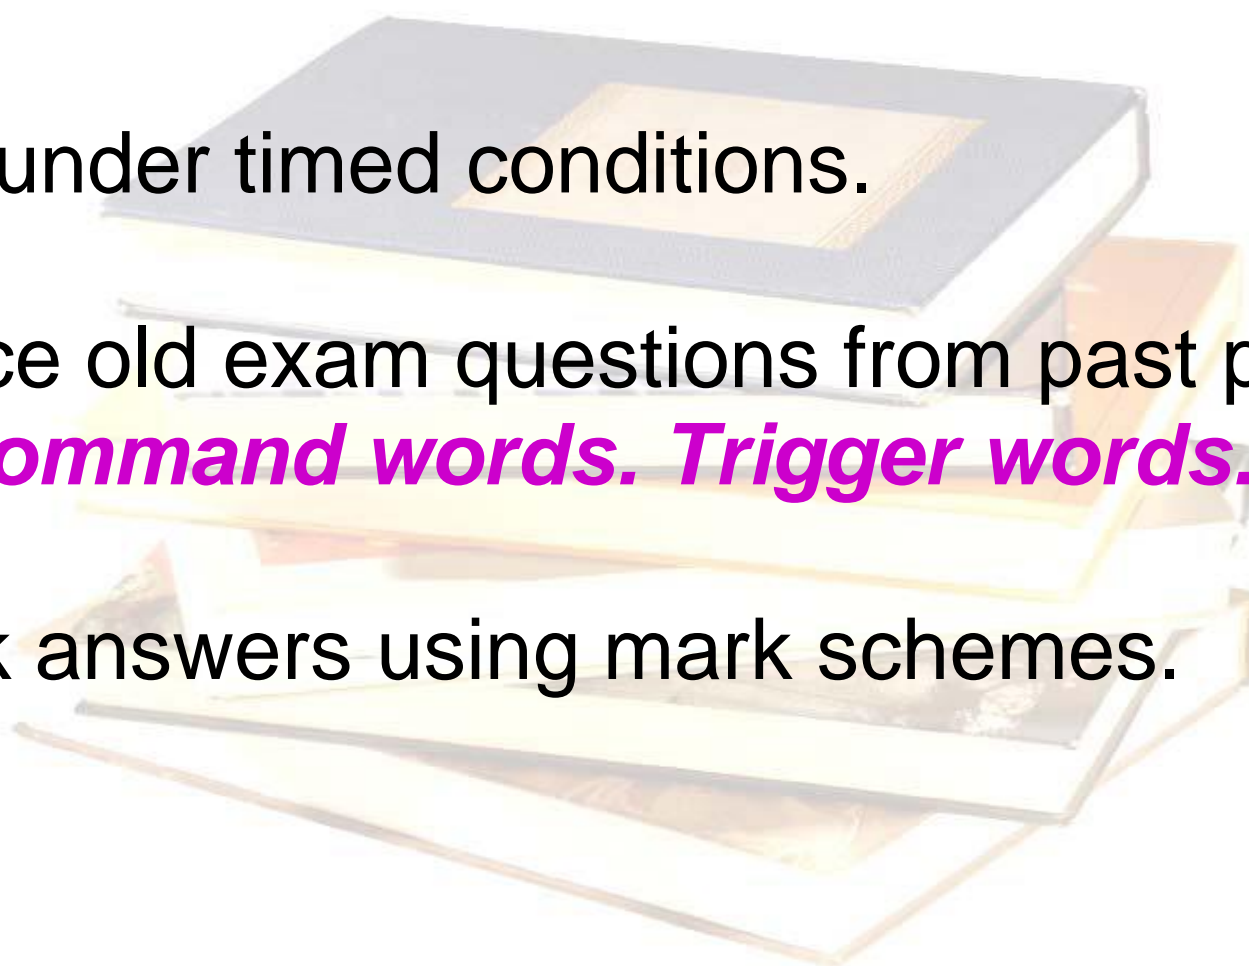 under timed conditions.
ce old exam questions from past p
ommand words. Trigger words.
k answers using mark schemes.